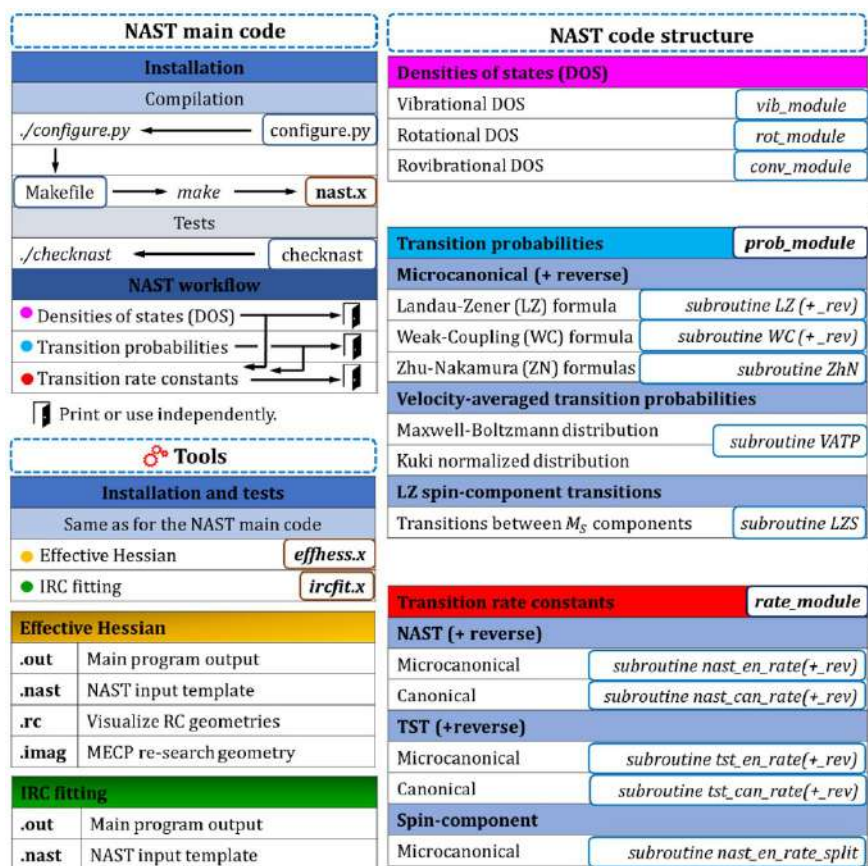 NAST main code
Installation
Compilation
./configure.py
configure.py
Makefile
make
nast.x
Tests
./checknast
checknast
NAST workflow
Densities of states (DOS)
Transition probabilities
Transition rate constants
Print or use independently.
Tools
Installation and tests
Same as for the NAST main code
Effective Hessian effhess.x
IRC fitting ircfit.x
Effective Hessian
.out Main program output
.nast NAST input template
.rc Visualize RC geometries
.imag MECP re-search geometry
IRC fitting
.out Main program output
.nast NAST input template
NAST code structure
Densities of states (DOS)
Vibrational DOS vib_module
Rotational DOS rot_module
Rovibrational DOS conv_module
Transition probabilities prob_module
Microcanonical (+ reverse)
Landau-Zener (LZ) formula subroutine LZ (+_rev)
Weak-Coupling (WC) formula subroutine WC (+_rev)
Zhu-Nakamura (ZN) formulas subroutine ZhN
Velocity-averaged transition probabilities
Maxwell-Boltzmann distribution
subroutine VATP
Kuki normalized distribution
LZ spin-component transitions
Transitions between M_S components subroutine LZS
Transition rate constants rate_module
NAST (+ reverse)
Microcanonical subroutine nast_en_rate(+_rev)
Canonical subroutine nast_can_rate(+_rev)
TST (+reverse)
Microcanonical subroutine tst_en_rate(+_rev)
Canonical subroutine tst_can_rate(+_rev)
Spin-component
Microcanonical subroutine nast_en_rate_split